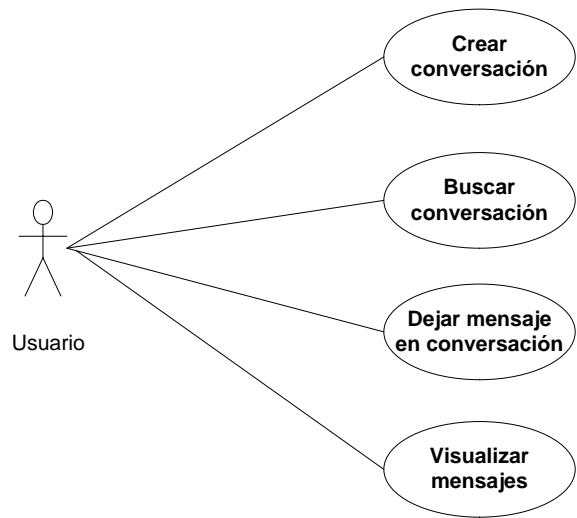 Crear
conversación
Buscar
conversación
Usuario
Dejar mensaje
en conversación
Visualizar
mensajes